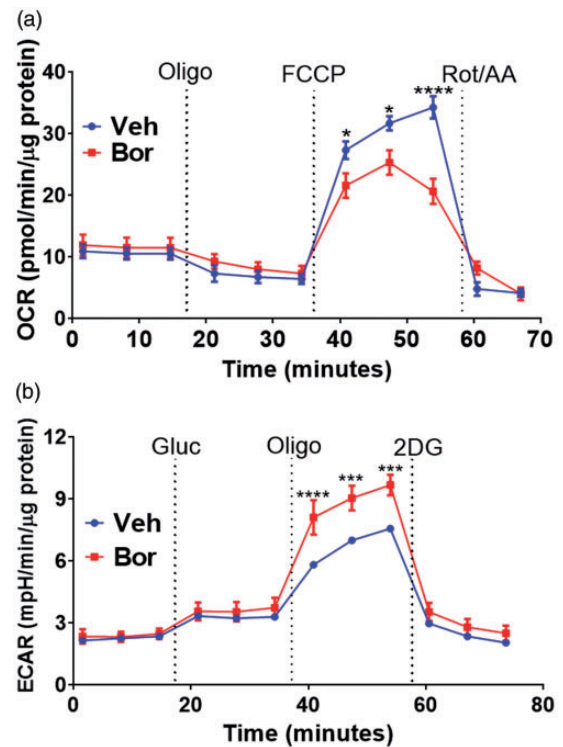 (a)
Oligo FCCP Rot/AA
* * ****
Veh
Bor
40
30
20
10
0
OCR (pmol/min/µg protein)
0 10 20 30 40 50 60 70
Time (minutes)
(b)
Gluc Oligo 2DG
**** *** ***
Veh
Bor
12
9
6
3
0
ECAR (mpH/min/µg protein)
0 20 40 60 80
Time (minutes)